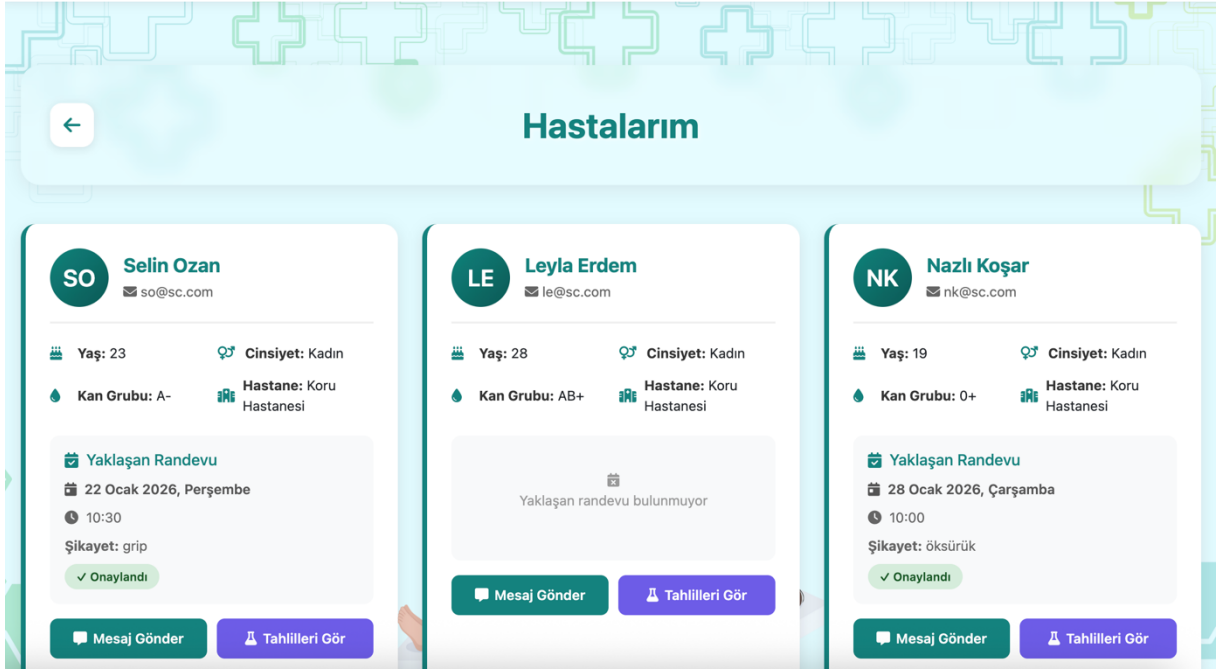 Hastalarım
SO
Selin Ozan
so@sc.com
Yaş: 23
Cinsiyet: Kadın
Kan Grubu: A-
Hastane: Koru
Hastanesi
Yaklaşan Randevu
22 Ocak 2026, Perşembe
10:30
Şikayet: grip
Onaylandı
Mesaj Gönder
Tahlilleri Gör
LE
Leyla Erdem
le@sc.com
Yaş: 28
Cinsiyet: Kadın
Kan Grubu: AB+
Hastane: Koru
Hastanesi
Yaklaşan randevu bulunmuyor
Mesaj Gönder
Tahlilleri Gör
NK
Nazlı Koşar
nk@sc.com
Yaş: 19
Cinsiyet: Kadın
Kan Grubu: 0+
Hastane: Koru
Hastanesi
Yaklaşan Randevu
28 Ocak 2026, Çarşamba
10:00
Şikayet: öksürük
Onaylandı
Mesaj Gönder
Tahlilleri Gör